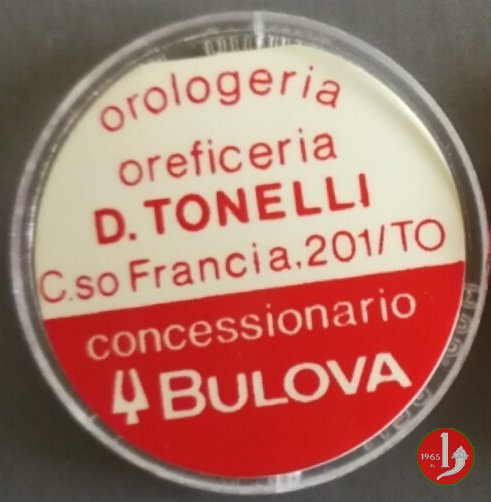 orologeria
oreficeria
D. TONELLI
C.so Francia, 201/TO
concessionario
BULOVA
1965